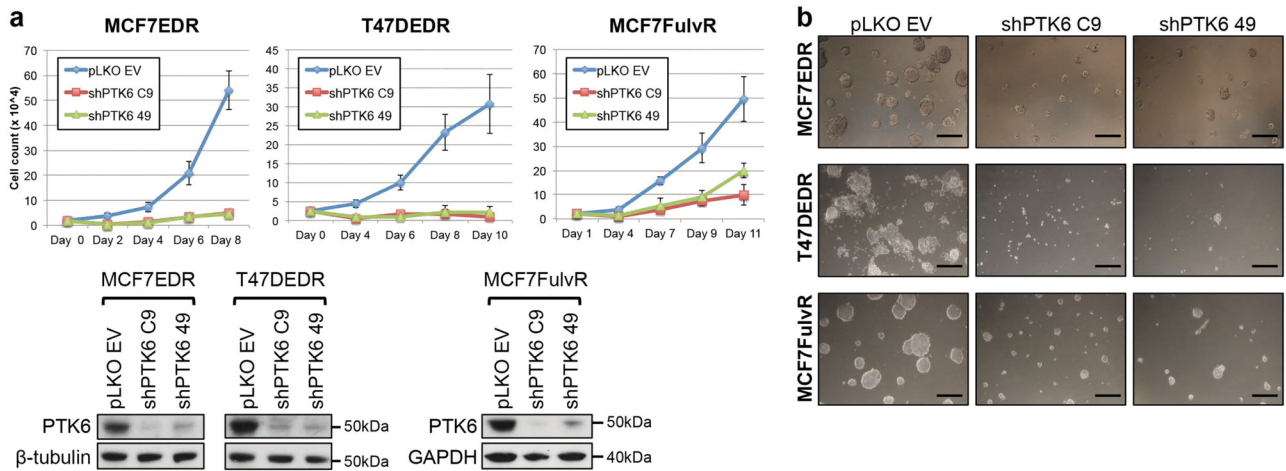 a
MCF7EDR
T47DEDR
MCF7FulvR
Cell count (x 10^4)
70
60
50
40
30
20
10
0
pLKO EV
shPTK6 C9
shPTK6 49
Day 0 Day 2 Day 4 Day 6 Day 8
45
40
35
30
25
20
15
10
5
0
pLKO EV
shPTK6 C9
shPTK6 49
Day 0 Day 4 Day 6 Day 8 Day 10
70
60
50
40
30
20
10
0
pLKO EV
shPTK6 C9
shPTK6 49
Day 1 Day 4 Day 7 Day 9 Day 11
MCF7EDR
T47DEDR
MCF7FulvR
pLKO EV
shPTK6 C9
shPTK6 49
pLKO EV
shPTK6 C9
shPTK6 49
pLKO EV
shPTK6 C9
shPTK6 49
PTK6
50kDa
β-tubulin
50kDa
PTK6
50kDa
GAPDH
40kDa
b
pLKO EV
shPTK6 C9
shPTK6 49
MCF7EDR
T47DEDR
MCF7FulvR